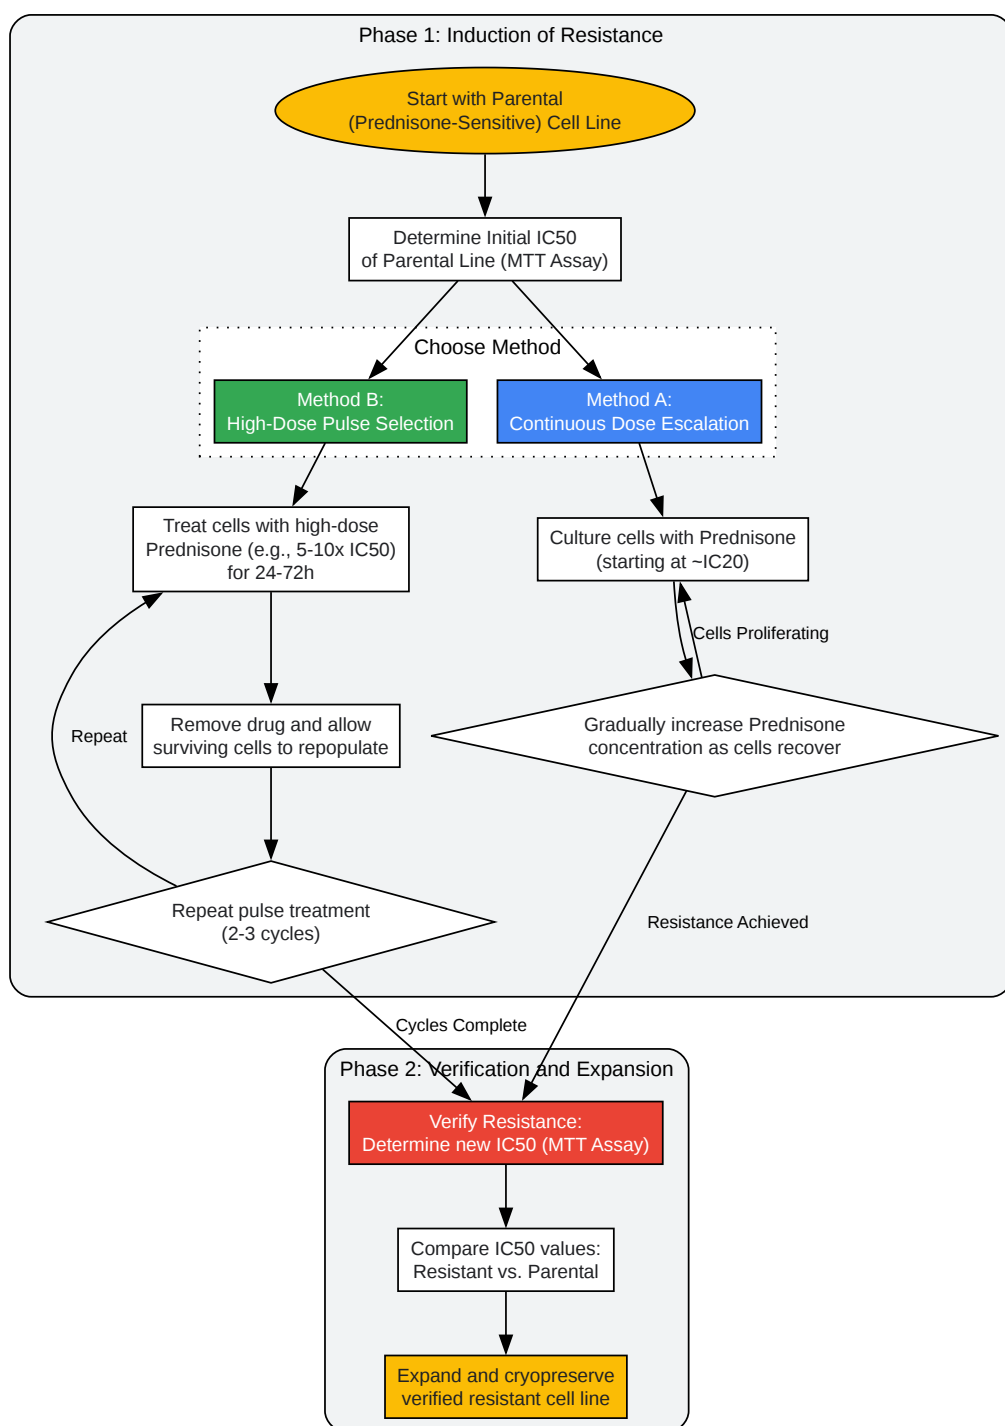 Phase 1: Induction of Resistance
Start with Parental
(Prednisone-Sensitive) Cell Line
Determine Initial IC50
of Parental Line (MTT Assay)
Choose Method
Method B:
High-Dose Pulse Selection
Method A:
Continuous Dose Escalation
Treat cells with high-dose
Prednisone (e.g., 5-10x IC50)
for 24-72h
Culture cells with Prednisone
(starting at ~IC20)
Cells Proliferating
Remove drug and allow
surviving cells to repopulate
Repeat
Gradually increase Prednisone
concentration as cells recover
Repeat pulse treatment
(2-3 cycles)
Resistance Achieved
Cycles Complete
Phase 2: Verification and Expansion
Verify Resistance:
Determine new IC50 (MTT Assay)
Compare IC50 values:
Resistant vs. Parental
Expand and cryopreserve
verified resistant cell line